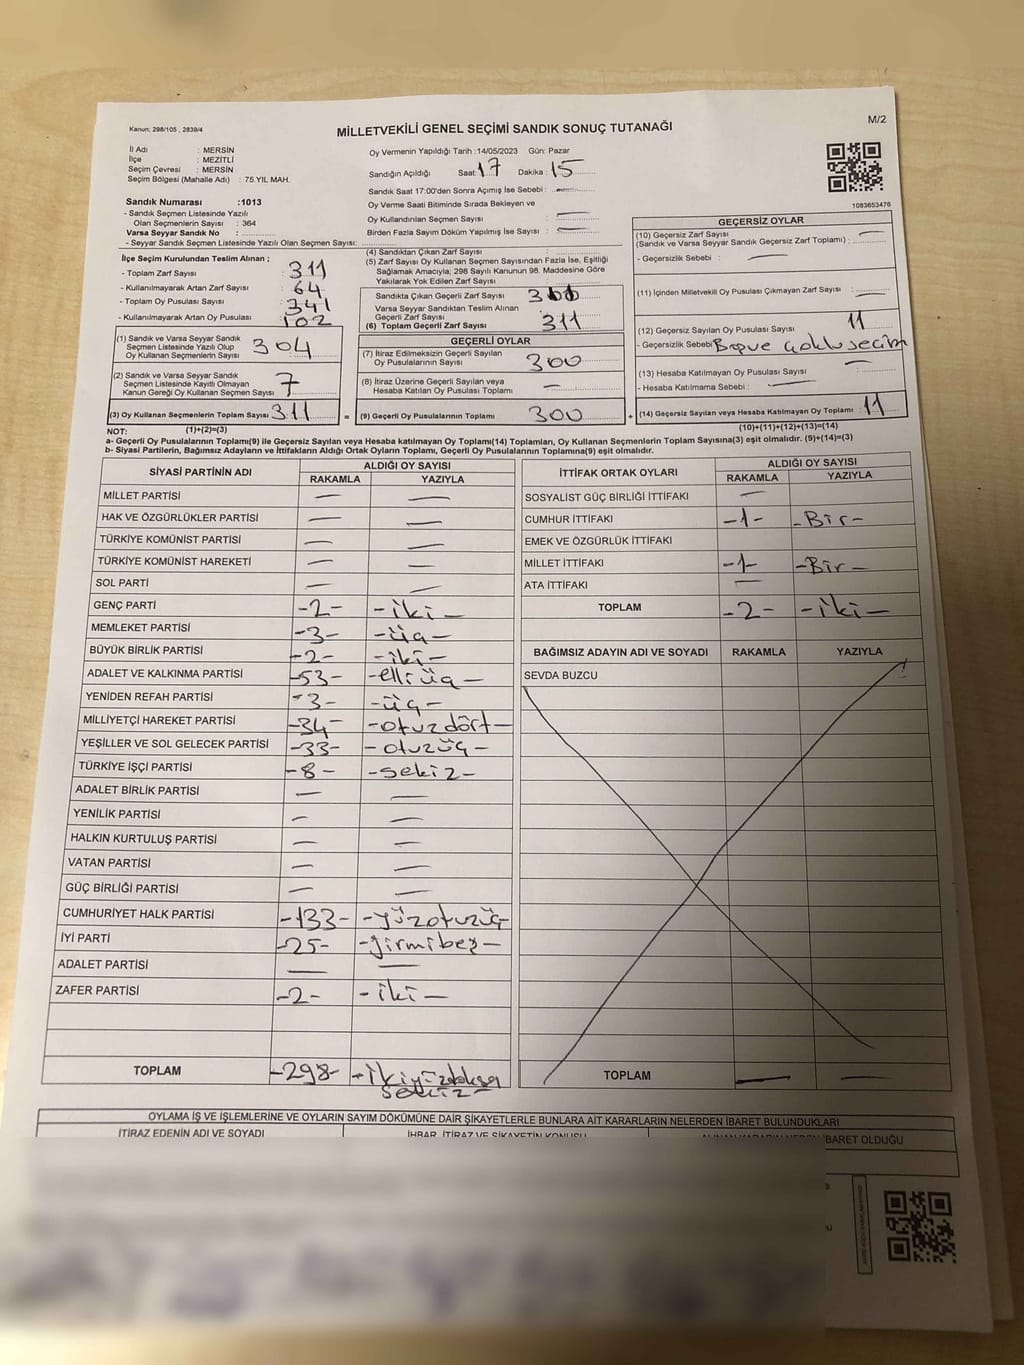 Kanun; 298/105 , 2839/4
MİLLETVEKİLİ GENEL SEÇİMİ SANDIK SONUÇ TUTANAĞI
M/2
İl Adı : MERSİN
İlçe : MEZİTLİ
Seçim Çevresi : MERSİN
Seçim Bölgesi (Mahalle Adı) : 75.YIL MAH.
Sandık Numarası :1013
- Sandık Seçmen Listesinde Yazılı
Olan Seçmenlerin Sayısı : 364
Varsa Seyyar Sandık No :
- Seyyar Sandık Seçmen Listesinde Yazılı Olan Seçmen Sayısı:
Oy Vermenin Yapıldığı Tarih :14/05/2023 Gün: Pazar
Sandığın Açıldığı Saat: 17 Dakika : 15
Sandık Saat 17:00'den Sonra Açımış İse Sebebi : —
Oy Verme Saati Bitiminde Sırada Bekleyen ve
Oy Kullandırılan Seçmen Sayısı —
Birden Fazla Sayım Döküm Yapılmış İse Sayısı : —
1083653476
İlçe Seçim Kurulundan Teslim Alınan ;
- Toplam Zarf Sayısı : 311
- Kullanılmayarak Artan Zarf Sayısı : 64
- Toplam Oy Pusulası Sayısı : 341
- Kullanılmayarak Artan Oy Pusulası : 102
(1) Sandık ve Varsa Seyyar Sandık
Seçmen Listesinde Yazılı Olup
Oy Kullanan Seçmenlerin Sayısı : 304
(2) Sandık ve Varsa Seyyar Sandık
Seçmen Listesinde Kayıtlı Olmayan
Kanun Gereği Oy Kullanan Seçmen Sayısı : 7
(3) Oy Kullanan Seçmenlerin Toplam Sayısı : 311
(1)+(2)=(3)
(4) Sandıktan Çıkan Zarf Sayısı :
(5) Zarf Sayısı Oy Kullanan Seçmen Sayısından Fazla İse, Eşitliği
Sağlamak Amacıyla; 298 Sayılı Kanunun 98. Maddesine Göre
Yakılarak Yok Edilen Zarf Sayısı
Sandıkta Çıkan Geçerli Zarf Sayısı
Varsa Seyyar Sandıktan Teslim Alınan
Geçerli Zarf Sayısı
(6) Toplam Geçerli Zarf Sayısı : 311
GEÇERLİ OYLAR
(7) İtiraz Edilmeksizin Geçerli Sayılan
Oy Pusulasının Sayısı : 300
(8) İtiraz Üzerine Geçerli Sayılan veya
Hesaba Katılan Oy Pusulası Toplamı : —
= (9) Geçerli Oy Pusulalarının Toplamı : 300
GEÇERSİZ OYLAR
(10) Geçersiz Zarf Sayısı
(Sandık ve Varsa Seyyar Sandık Geçersiz Zarf Toplamı) : —
- Geçersizlik Sebebi : —
(11) İçinden Milletvekili Oy Pusulası Çıkmayan Zarf Sayısı : —
(12) Geçersiz Sayılan Oy Pusulası Sayısı : 11
- Geçersizlik Sebebi
(13) Hesaba Katılmayan Oy Pusulası Sayısı : —
- Hesaba Katılmama Sebebi : —
+ (14) Geçersiz Sayılan veya Hesaba Katılmayan Oy Toplamı : 11
(10)+(11)+(12)+(13)=(14)
NOT:
a- Geçerli Oy Pusulalarının Toplamı(9) ile Geçersiz Sayılan veya Hesaba katılmayan Oy Toplamı(14) Toplamları, Oy Kullanan Seçmenlerin Toplam Sayısına(3) eşit olmalıdır. (9)+(14)=(3)
b- Siyasi Partilerin, Bağımsız Adayların ve İttifakların Aldığı Ortak Oyların Toplamı, Geçerli Oy Pusulalarının Toplamına(9) eşit olmalıdır.
SİYASİ PARTİNİN ADI ALDIĞI OY SAYISI
RAKAMLA YAZIYLA
MİLLET PARTİSİ — —
HAK VE ÖZGÜRLÜKLER PARTİSİ — —
TÜRKİYE KOMÜNİST PARTİSİ — —
TÜRKİYE KOMÜNİST HAREKETİ — —
SOL PARTİ — —
GENÇ PARTİ -2- -iki-
MEMLEKET PARTİSİ -3- -üç-
BÜYÜK BİRLİK PARTİSİ -2- -iki-
ADALET VE KALKINMA PARTİSİ -53- -elliüç-
YENİDEN REFAH PARTİSİ -3- -üç-
MİLLİYETÇİ HAREKET PARTİSİ -34- -otuzdört-
YEŞİLLER VE SOL GELECEK PARTİSİ -33- -otuzüç-
TÜRKİYE İŞÇİ PARTİSİ -8- -sekiz-
ADALET BİRLİK PARTİSİ — —
YENİLİK PARTİSİ — —
HALKIN KURTULUŞ PARTİSİ — —
VATAN PARTİSİ — —
GÜÇ BİRLİĞİ PARTİSİ — —
CUMHURİYET HALK PARTİSİ -133- -yüzotuzüç-
İYİ PARTİ -25- -yirmibeş-
ADALET PARTİSİ — —
ZAFER PARTİSİ -2- -iki-
TOPLAM -298-
İTTİFAK ORTAK OYLARI ALDIĞI OY SAYISI
RAKAMLA YAZIYLA
SOSYALİST GÜÇ BİRLİĞİ İTTİFAKI —
CUMHUR İTTİFAKI -1- -Bir-
EMEK VE ÖZGÜRLÜK İTTİFAKI
MİLLET İTTİFAKI -1- -Bir-
ATA İTTİFAKI —
TOPLAM -2- -iki-
BAĞIMSIZ ADAYIN ADI VE SOYADI RAKAMLA YAZIYLA
SEVDA BUZCU
TOPLAM — —
OYLAMA İŞ VE İŞLEMLERİNE VE OYLARIN SAYIM DÖKÜMÜNE DAİR ŞİKAYETLERLE BUNLARA AİT KARARLARIN NELERDEN İBARET BULUNDUKLARI
İTİRAZ EDENİN ADI VE SOYADI İHBAR, İTİRAZ VE ŞİKAYETİN KONUSU ALINAN KARARIN NEDEN İBARET OLDUĞU